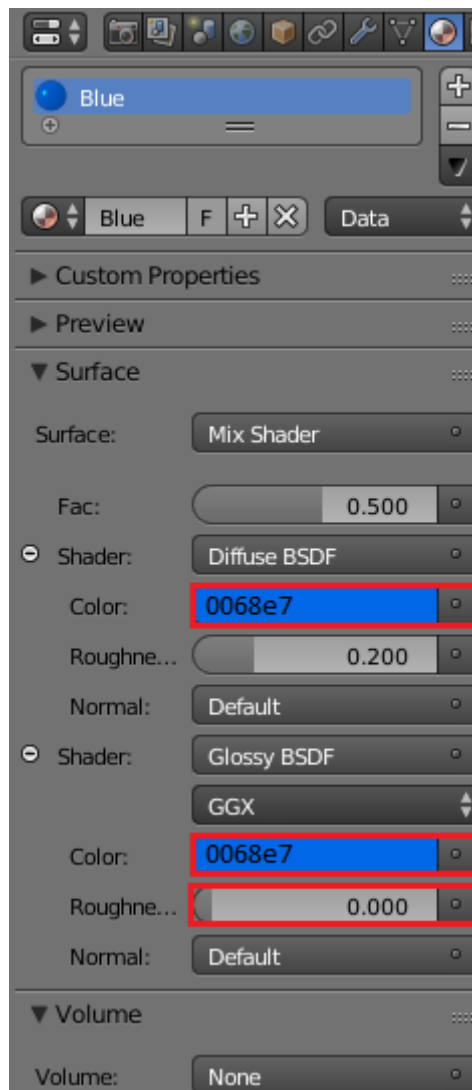 Blue
Blue F Data
Custom Properties
Preview
Surface
Surface: Mix Shader
Fac: 0.500
Shader: Diffuse BSDF
Color: 0068e7
Roughne... 0.200
Normal: Default
Shader: Glossy BSDF
GGX
Color: 0068e7
Roughne... 0.000
Normal: Default
Volume
Volume: None